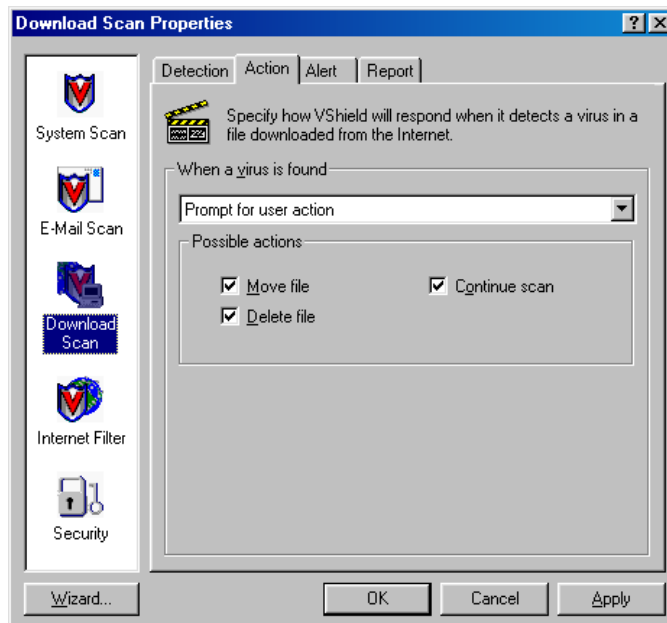 Download Scan Properties
System Scan
E-Mail Scan
Download
Scan
Internet Filter
Security
Detection
Action
Alert
Report
Specify how VShield will respond when it detects a virus in a
file downloaded from the Internet.
When a virus is found
Prompt for user action
Possible actions
Move file
Continue scan
Delete file
Wizard...
OK
Cancel
Apply